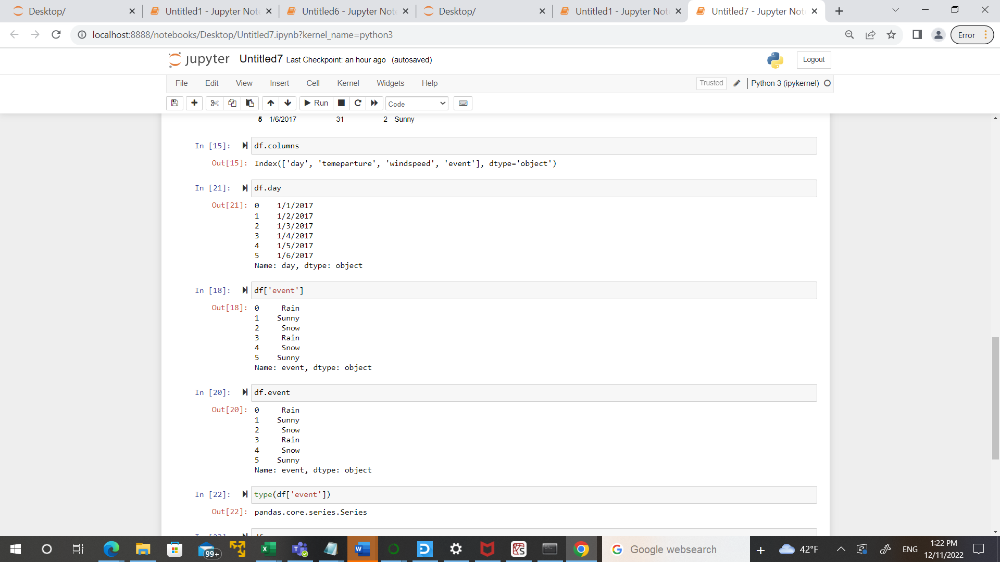 Desktop/
Untitled1 - Jupyter Note
Untitled6 - Jupyter Note
Desktop/
Untitled1 - Jupyter Note
Untitled7 - Jupyter Not
localhost:8888/notebooks/Desktop/Untitled7.ipynb?kernel_name=python3
Error
jupyter Untitled7 Last Checkpoint: an hour ago (autosaved)
Logout
File Edit View Insert Cell Kernel Widgets Help
Trusted
Python 3 (ipykernel)
Run
Code
5 1/6/2017 31 2 Sunny
In [15]: df.columns
Out[15]: Index(['day', 'temeparture', 'windspeed', 'event'], dtype='object')
In [21]: df.day
Out[21]: 0 1/1/2017
1 1/2/2017
2 1/3/2017
3 1/4/2017
4 1/5/2017
5 1/6/2017
Name: day, dtype: object
In [18]: df['event']
Out[18]: 0 Rain
1 Sunny
2 Snow
3 Rain
4 Snow
5 Sunny
Name: event, dtype: object
In [20]: df.event
Out[20]: 0 Rain
1 Sunny
2 Snow
3 Rain
4 Snow
5 Sunny
Name: event, dtype: object
In [22]: type(df['event'])
Out[22]: pandas.core.series.Series
99+
Google websearch
42°F
ENG
1:22 PM
12/11/2022